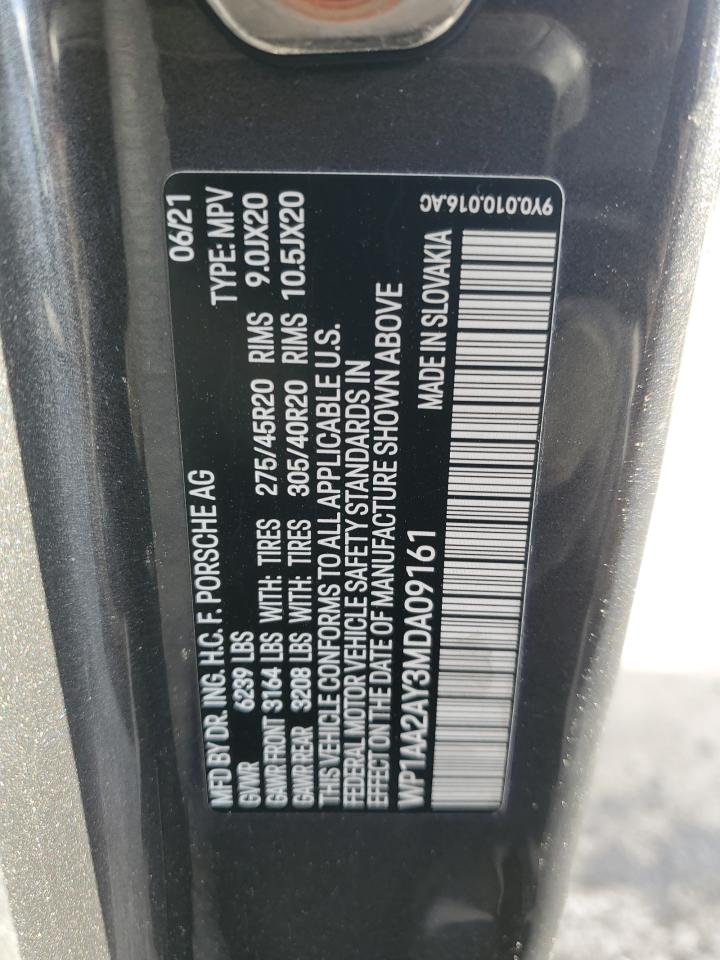 MFD BY DR. ING. H.C. F. PORSCHE AG 06/21
GVWR 6239 LBS TYPE: MPV
GAWR FRONT 3164 LBS WITH: TIRES 275/45R20 RIMS 9.0JX20
GAWR REAR 3208 LBS WITH: TIRES 305/40R20 RIMS 10.5JX20
THIS VEHICLE CONFORMS TO ALL APPLICABLE U.S.
FEDERAL MOTOR VEHICLE SAFETY STANDARDS IN
EFFECT ON THE DATE OF MANUFACTURE SHOWN ABOVE
WP1AA2AY3MDA09161 MADE IN SLOVAKIA
9Y0.010.016.AC